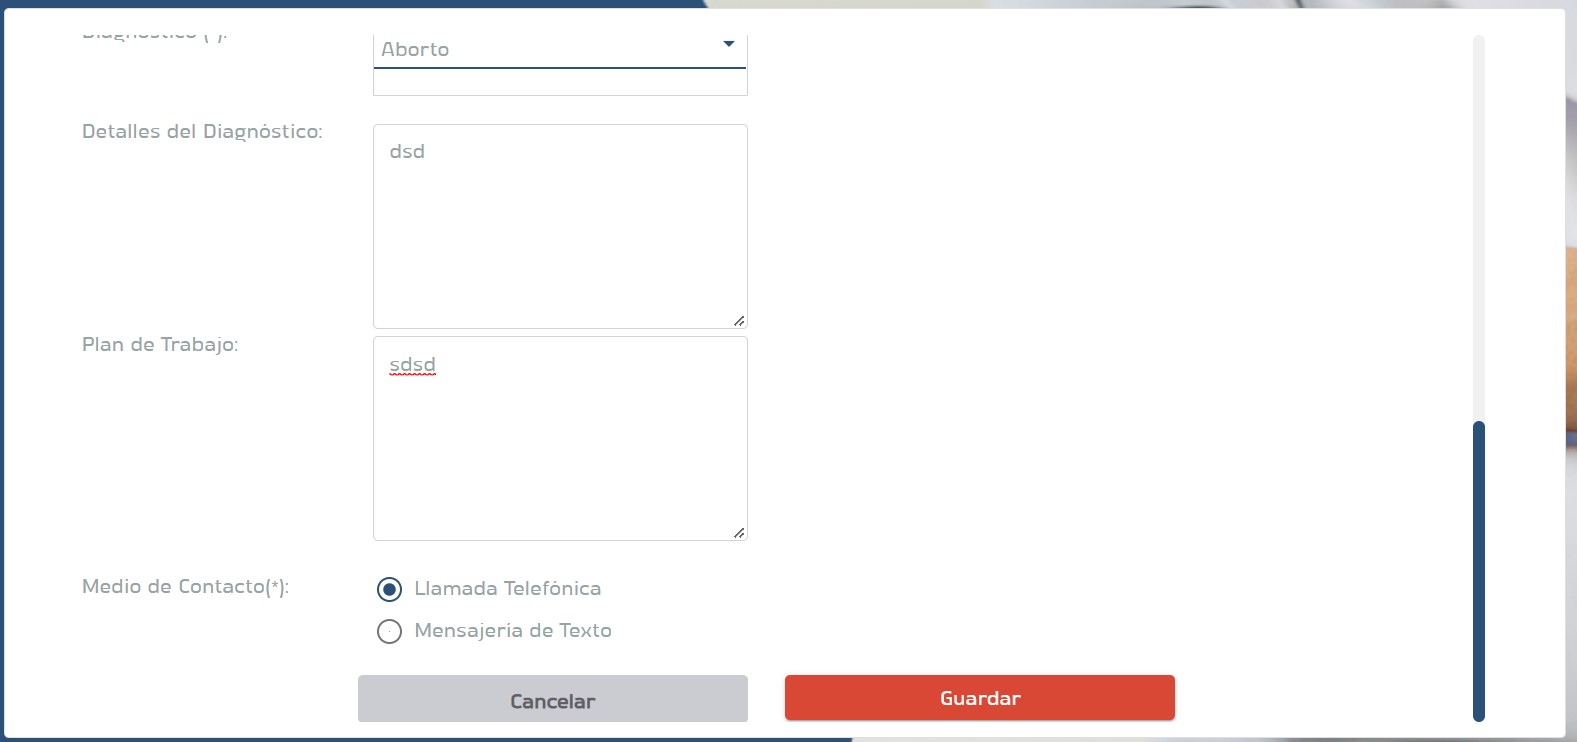 Diagnóstico (*):
Aborto
Detalles del Diagnóstico:
dsd
Plan de Trabajo:
sdsd
Medio de Contacto(*):
Llamada Telefónica
Mensajeria de Texto
Cancelar
Guardar